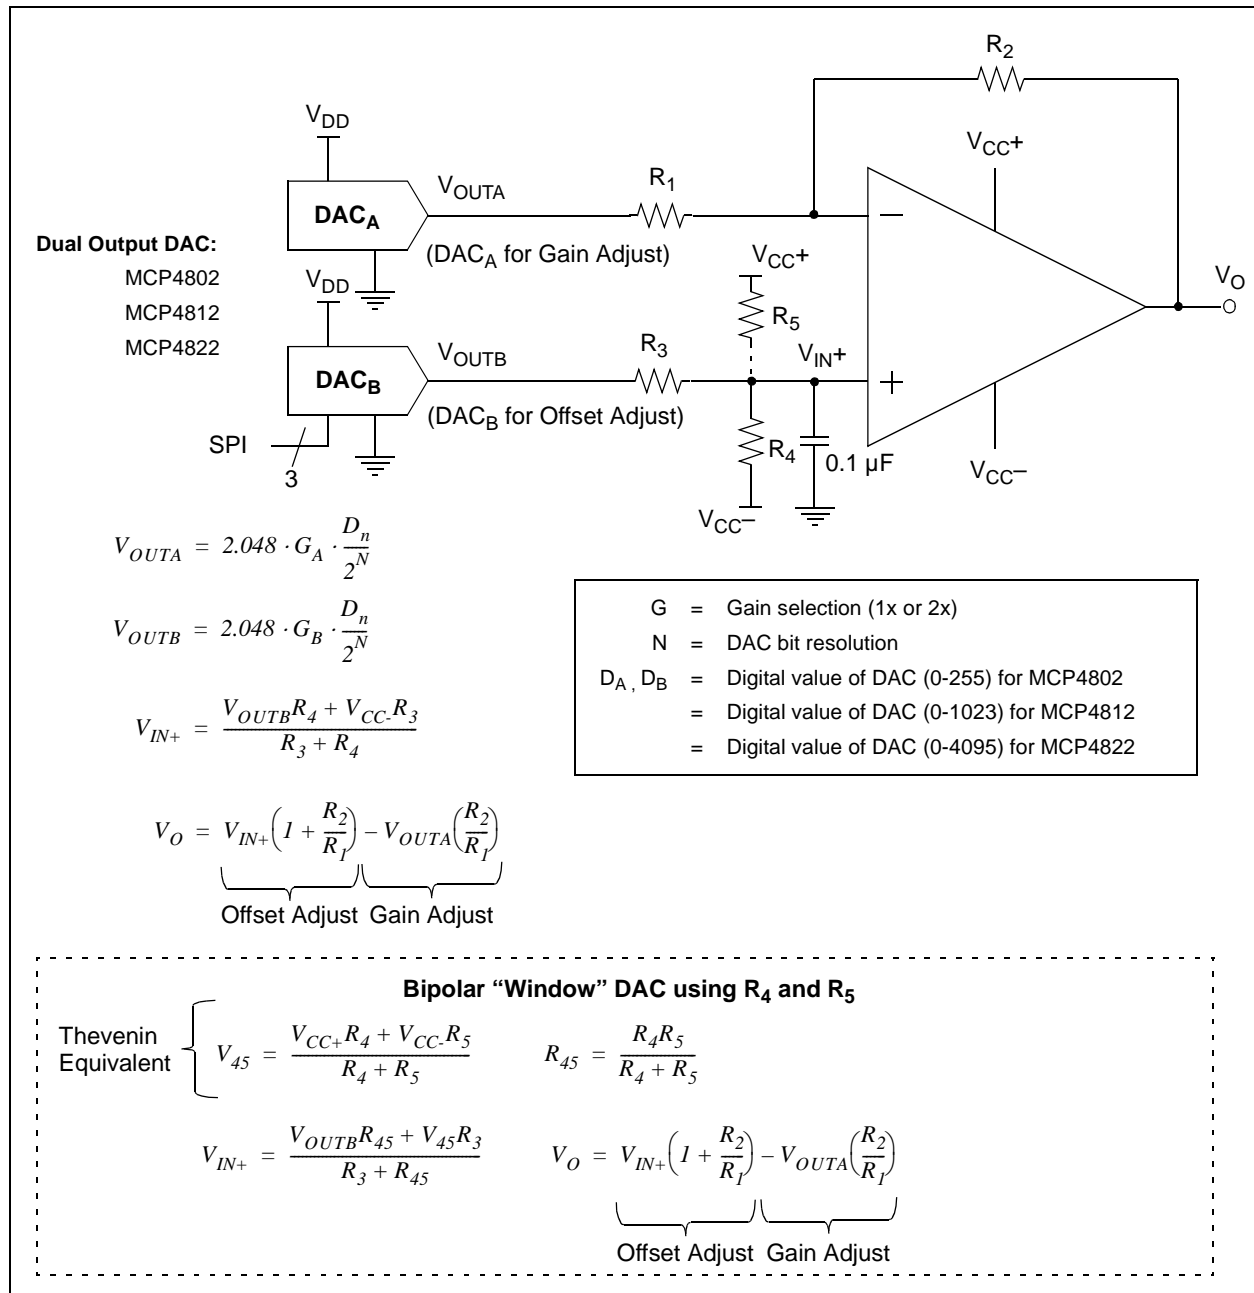 R2
VDD
VCC+
VOUTA
R1
DACA
−
Dual Output DAC:
(DACA for Gain Adjust)
MCP4802
VDD
VCC+
MCP4812
R5
VO
MCP4822
VOUTB
R3
VIN+
DACB
+
(DACB for Offset Adjust)
SPI
3
R4
0.1 µF
VCC–
VCC–
VOUTA = 2.048 · GA · Dn / 2^N
VOUTB = 2.048 · GB · Dn / 2^N
VIN+ = (VOUTBR4 + VCC-R3) / (R3 + R4)
VO = VIN+(1 + R2/R1) – VOUTA(R2/R1)
Offset Adjust Gain Adjust
G = Gain selection (1x or 2x)
N = DAC bit resolution
DA , DB = Digital value of DAC (0-255) for MCP4802
= Digital value of DAC (0-1023) for MCP4812
= Digital value of DAC (0-4095) for MCP4822
Bipolar “Window” DAC using R4 and R5
Thevenin
Equivalent
V45 = (VCC+R4 + VCC-R5) / (R4 + R5)
R45 = R4R5 / (R4 + R5)
VIN+ = (VOUTBR45 + V45R3) / (R3 + R45)
VO = VIN+(1 + R2/R1) – VOUTA(R2/R1)
Offset Adjust Gain Adjust